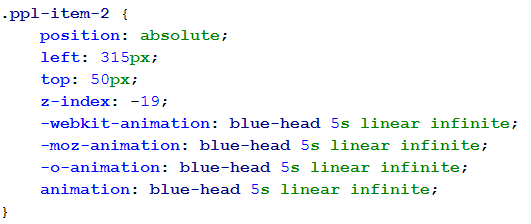 .ppl-item-2 {
position: absolute;
left: 315px;
top: 50px;
z-index: -19;
-webkit-animation: blue-head 5s linear infinite;
-moz-animation: blue-head 5s linear infinite;
-o-animation: blue-head 5s linear infinite;
animation: blue-head 5s linear infinite;
}